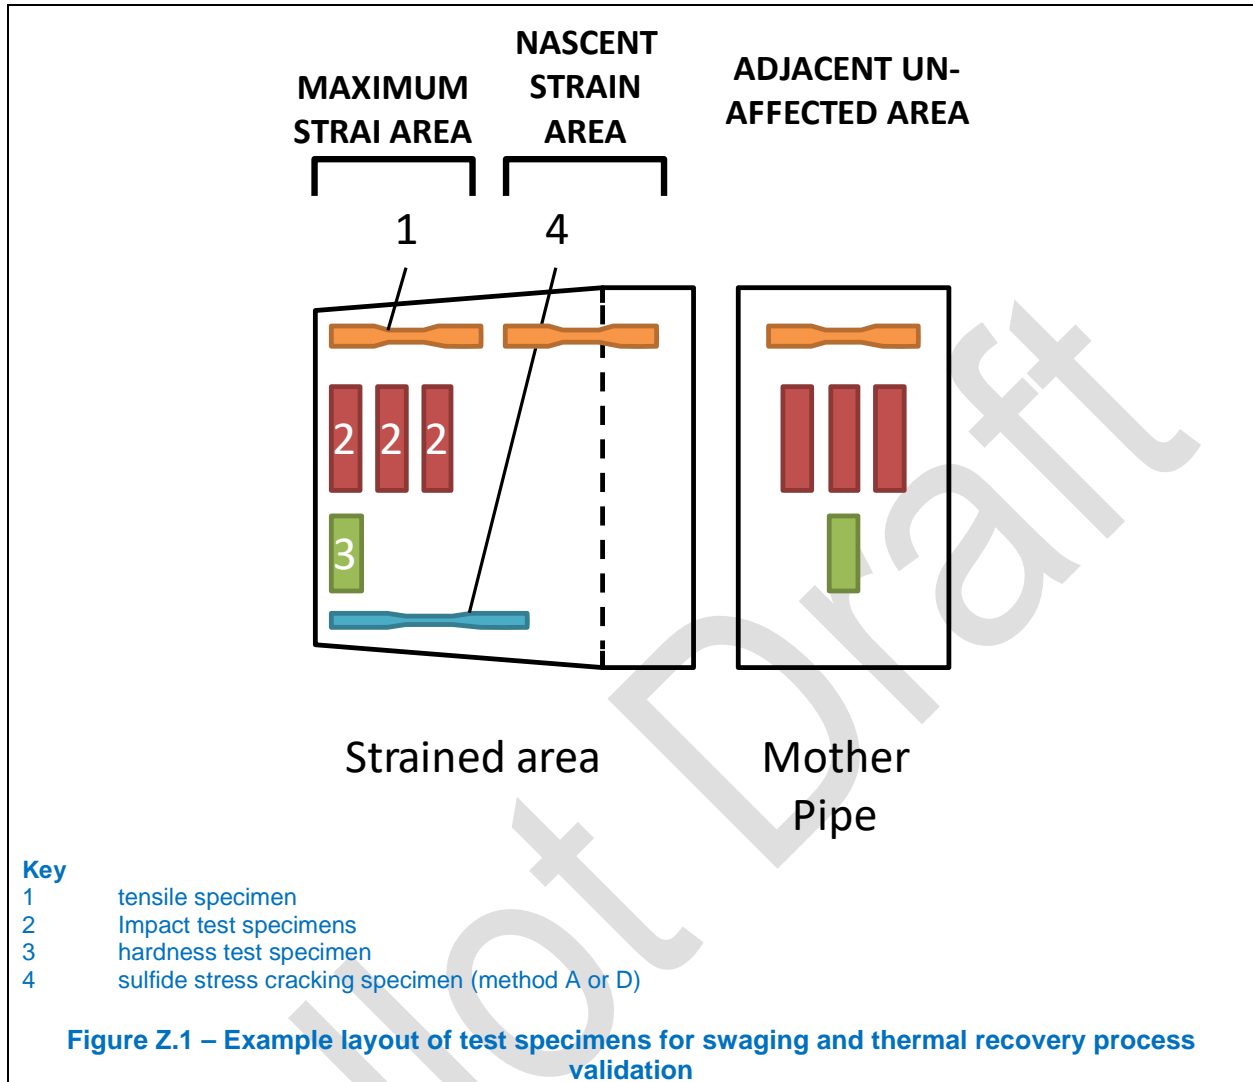 MAXIMUM
STRAI AREA
NASCENT
STRAIN
AREA
ADJACENT UN-
AFFECTED AREA
1
4
2 2 2
3
Strained area
Mother
Pipe
Key
1 tensile specimen
2 Impact test specimens
3 hardness test specimen
4 sulfide stress cracking specimen (method A or D)
Figure Z.1 – Example layout of test specimens for swaging and thermal recovery process
validation
llot Draft